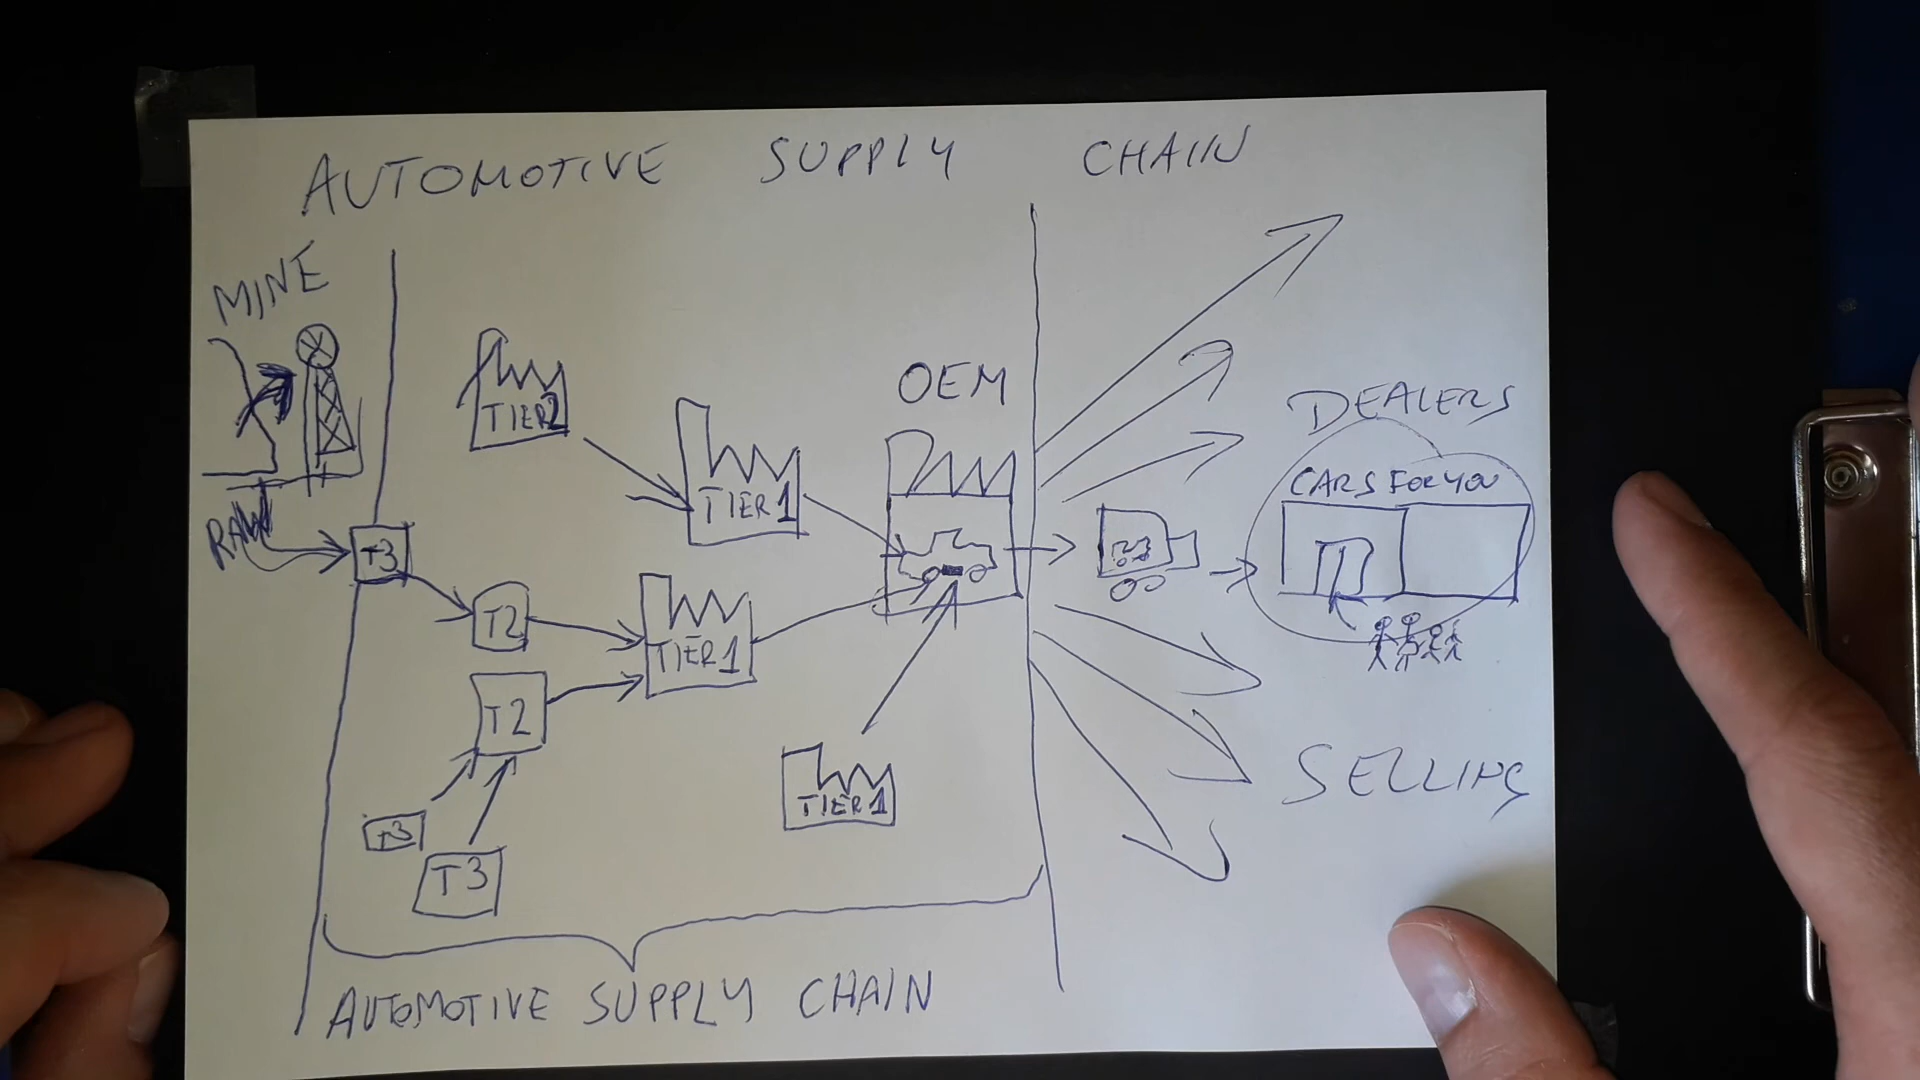 AUTOMOTIVE SUPPLY CHAIN
MINE
RAW
T3
TIER2
T2
T2
T3
T3
TIER1
TIER1
TIER1
OEM
DEALERS
CARS FOR YOU
SELLING
AUTOMOTIVE SUPPLY CHAIN